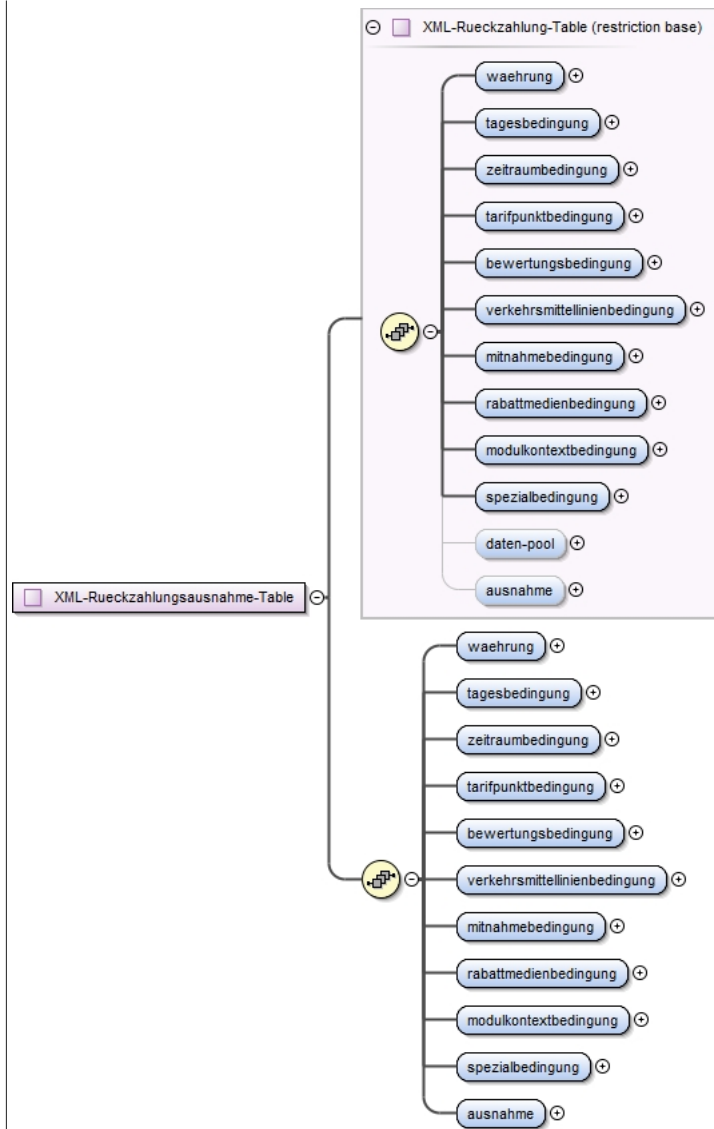 XML-Rueckzahlung-Table (restriction base)
waehrung
tagesbedingung
zeitraumbedingung
tarifpunktbedingung
bewertungsbedingung
verkehrsmittellinienbedingung
mitnahmebedingung
rabattmedienbedingung
modulkontextbedingung
spezialbedingung
daten-pool
ausnahme
XML-Rueckzahlungsausnahme-Table
waehrung
tagesbedingung
zeitraumbedingung
tarifpunktbedingung
bewertungsbedingung
verkehrsmittellinienbedingung
mitnahmebedingung
rabattmedienbedingung
modulkontextbedingung
spezialbedingung
ausnahme